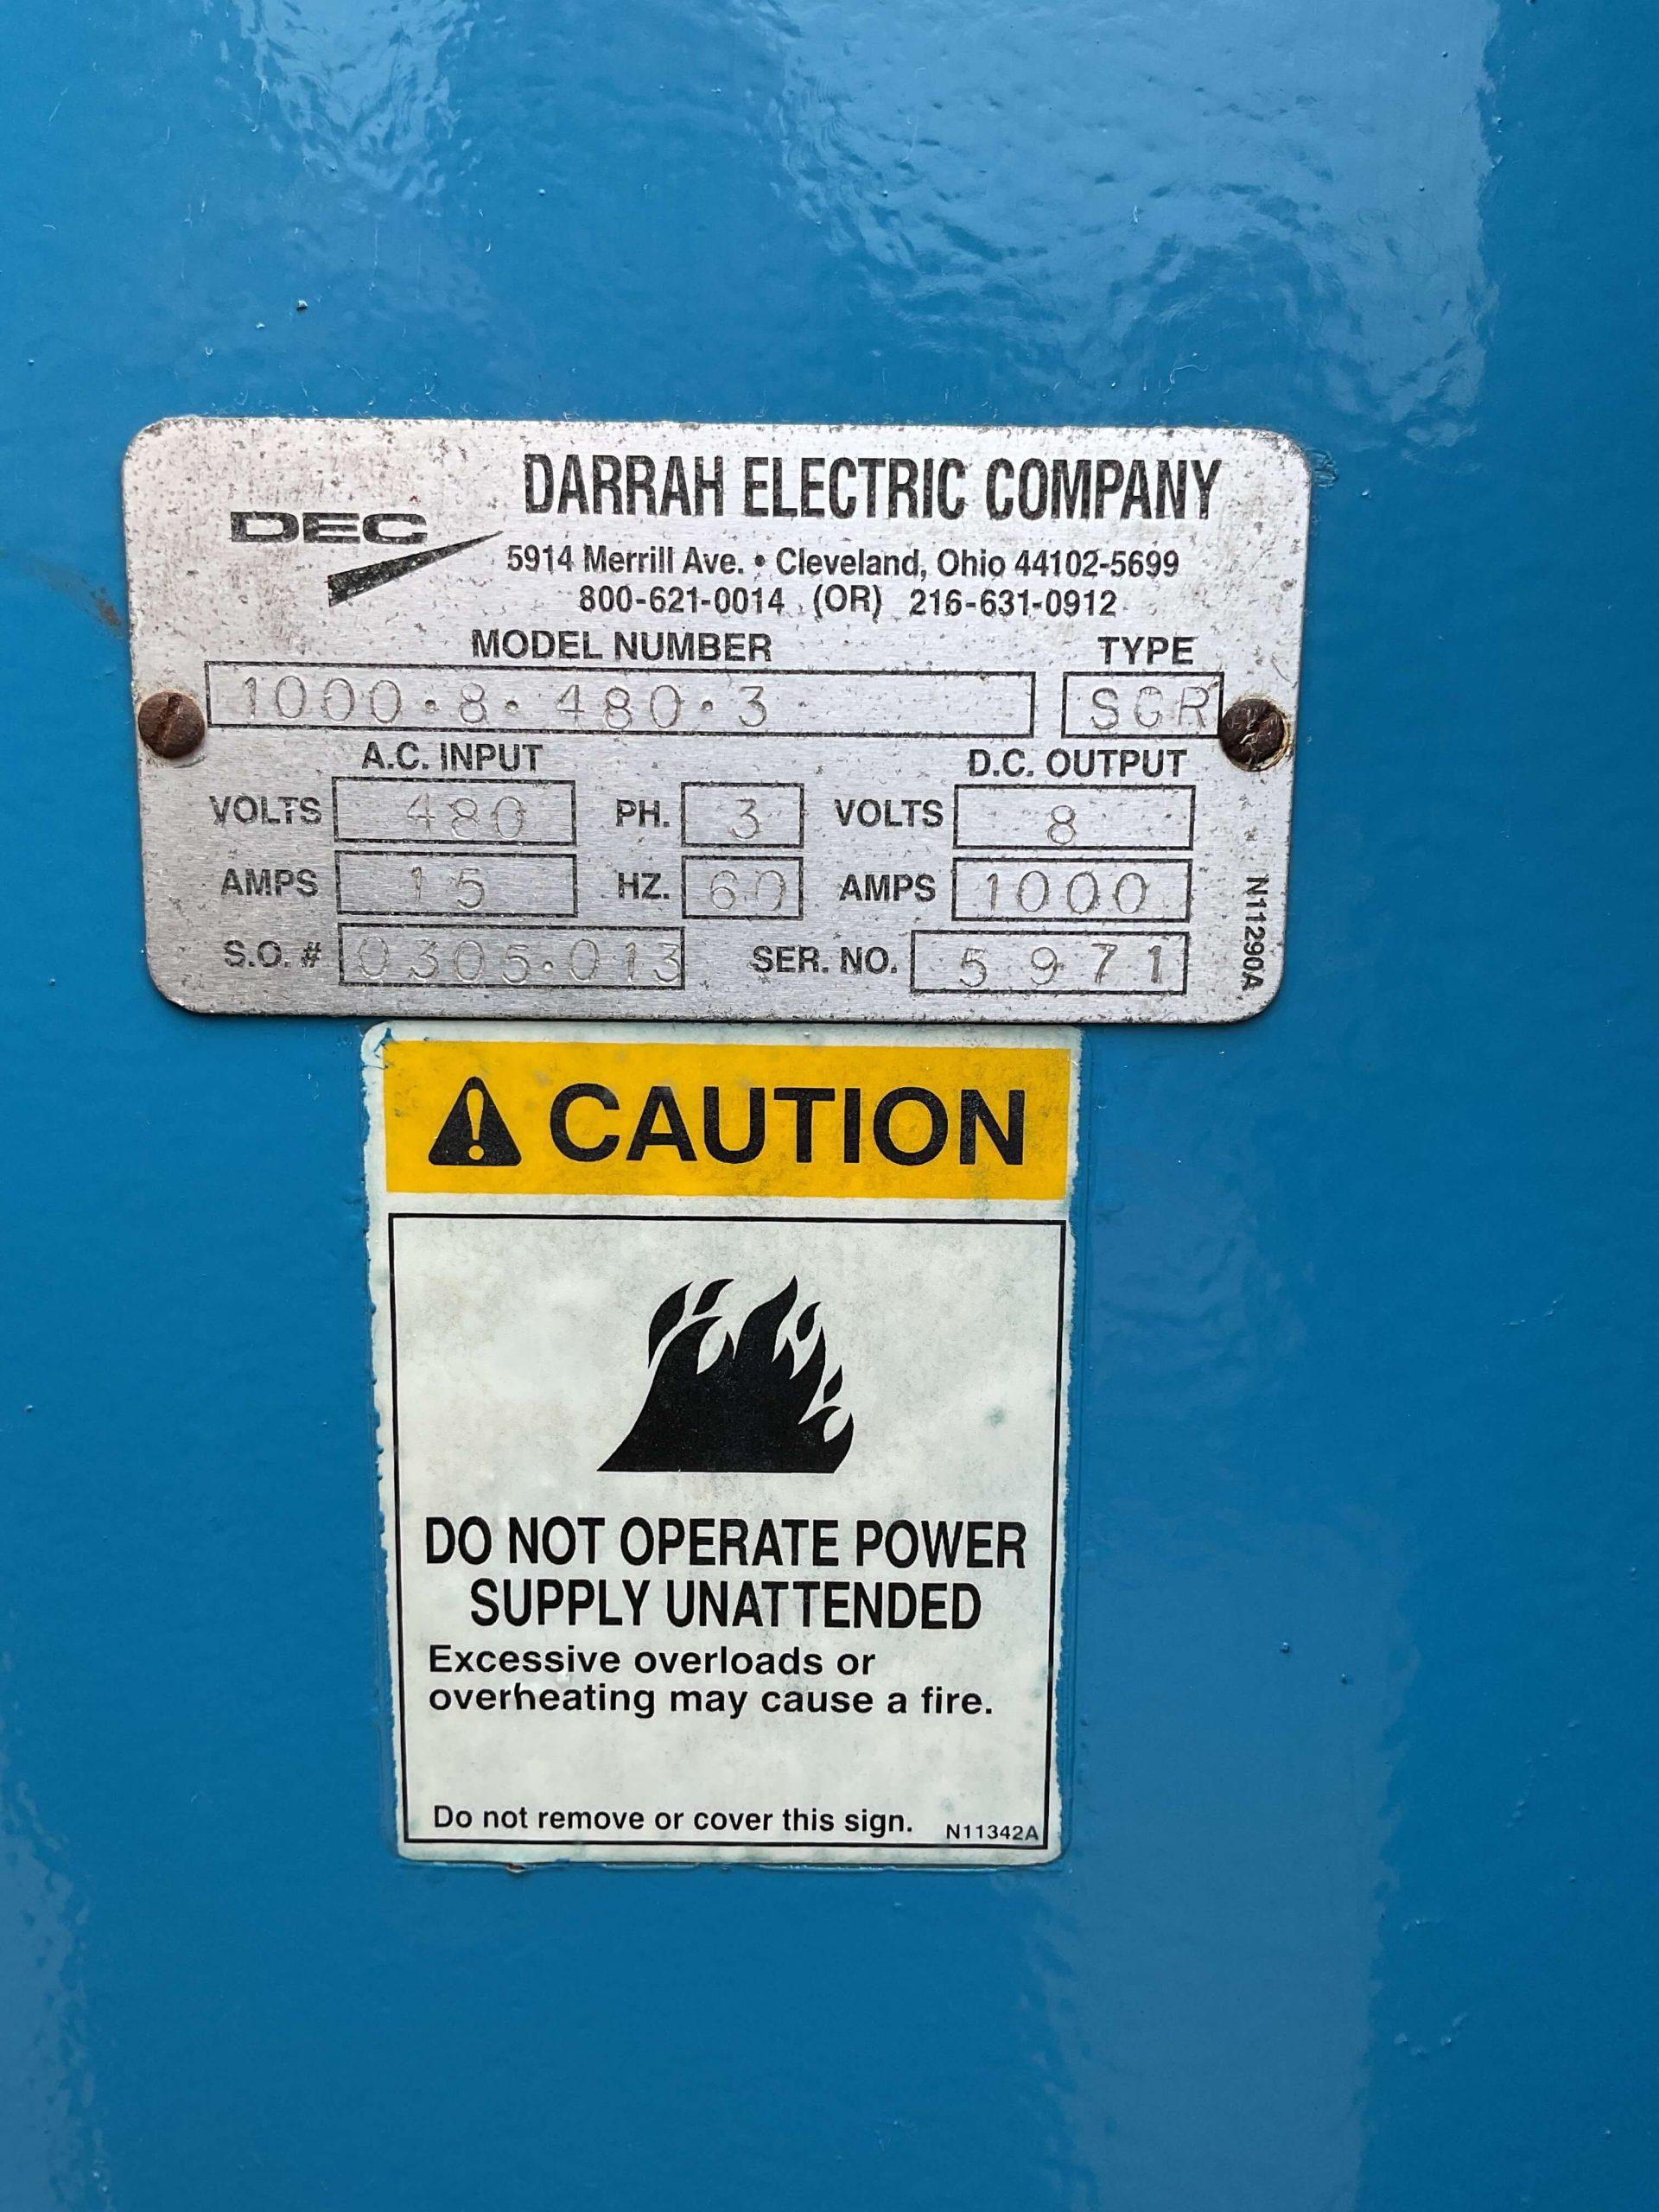 DEC
DARRAH ELECTRIC COMPANY
5914 Merrill Ave. • Cleveland, Ohio 44102-5699
800-621-0014 (OR) 216-631-0912
MODEL NUMBER TYPE
1000-8-480-3 SCR
A.C. INPUT D.C. OUTPUT
VOLTS 480 PH. 3 VOLTS 8
AMPS 15 HZ. 60 AMPS 1000
S.O. # 0305-013 SER. NO. 5971
N11290A
CAUTION
DO NOT OPERATE POWER
SUPPLY UNATTENDED
Excessive overloads or
overheating may cause a fire.
Do not remove or cover this sign. N11342A